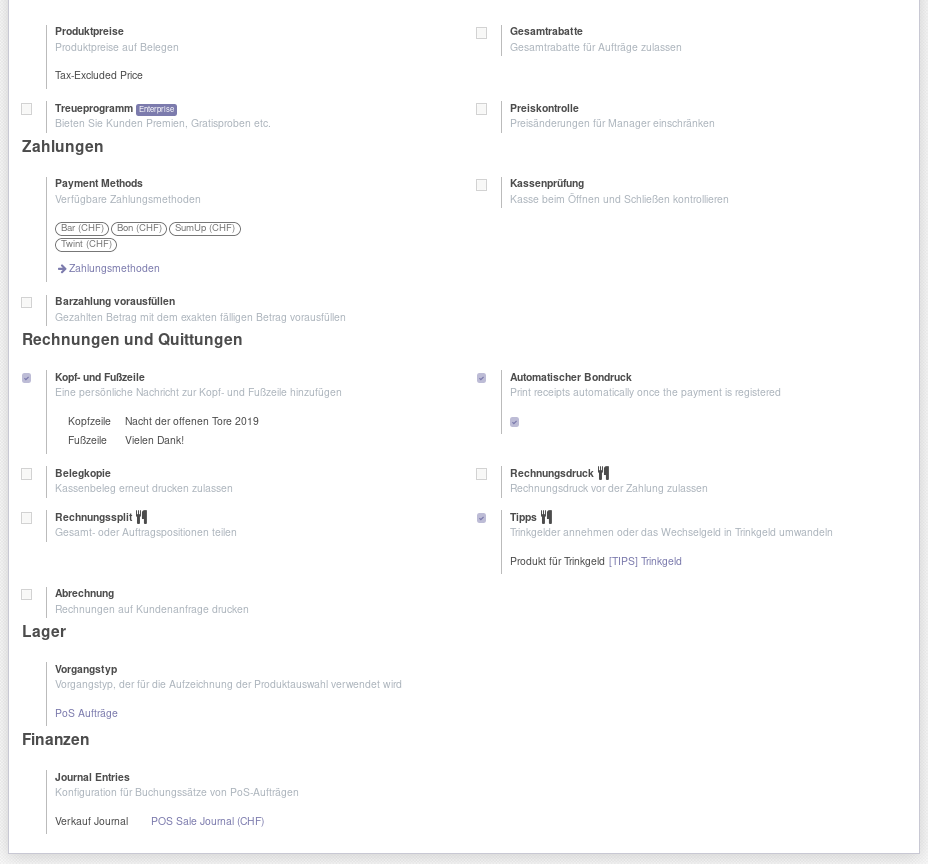 Produktpreise
Produktpreise auf Belegen
Tax-Excluded Price
Gesamtrabatte
Gesamtrabatte für Aufträge zulassen
Treueprogramm Enterprise
Bieten Sie Kunden Premien, Gratisproben etc.
Preiskontrolle
Preisänderungen für Manager einschränken
Zahlungen
Payment Methods
Verfügbare Zahlungsmethoden
Bar (CHF) Bon (CHF) SumUp (CHF)
Twint (CHF)
Zahlungsmethoden
Kassenprüfung
Kasse beim Öffnen und Schließen kontrollieren
Barzahlung vorausfüllen
Gezahlten Betrag mit dem exakten fälligen Betrag vorausfüllen
Rechnungen und Quittungen
Kopf- und Fußzeile
Eine persönliche Nachricht zur Kopf- und Fußzeile hinzufügen
Kopfzeile Nacht der offenen Tore 2019
Fußzeile Vielen Dank!
Automatischer Bondruck
Print receipts automatically once the payment is registered
Belegkopie
Kassenbeleg erneut drucken zulassen
Rechnungsdruck
Rechnungsdruck vor der Zahlung zulassen
Rechnungssplit
Gesamt- oder Auftragspositionen teilen
Tipps
Trinkgelder annehmen oder das Wechselgeld in Trinkgeld umwandeln
Produkt für Trinkgeld [TIPS] Trinkgeld
Abrechnung
Rechnungen auf Kundenanfrage drucken
Lager
Vorgangstyp
Vorgangstyp, der für die Aufzeichnung der Produktauswahl verwendet wird
PoS Aufträge
Finanzen
Journal Entries
Konfiguration für Buchungssätze von PoS-Aufträgen
Verkauf Journal POS Sale Journal (CHF)